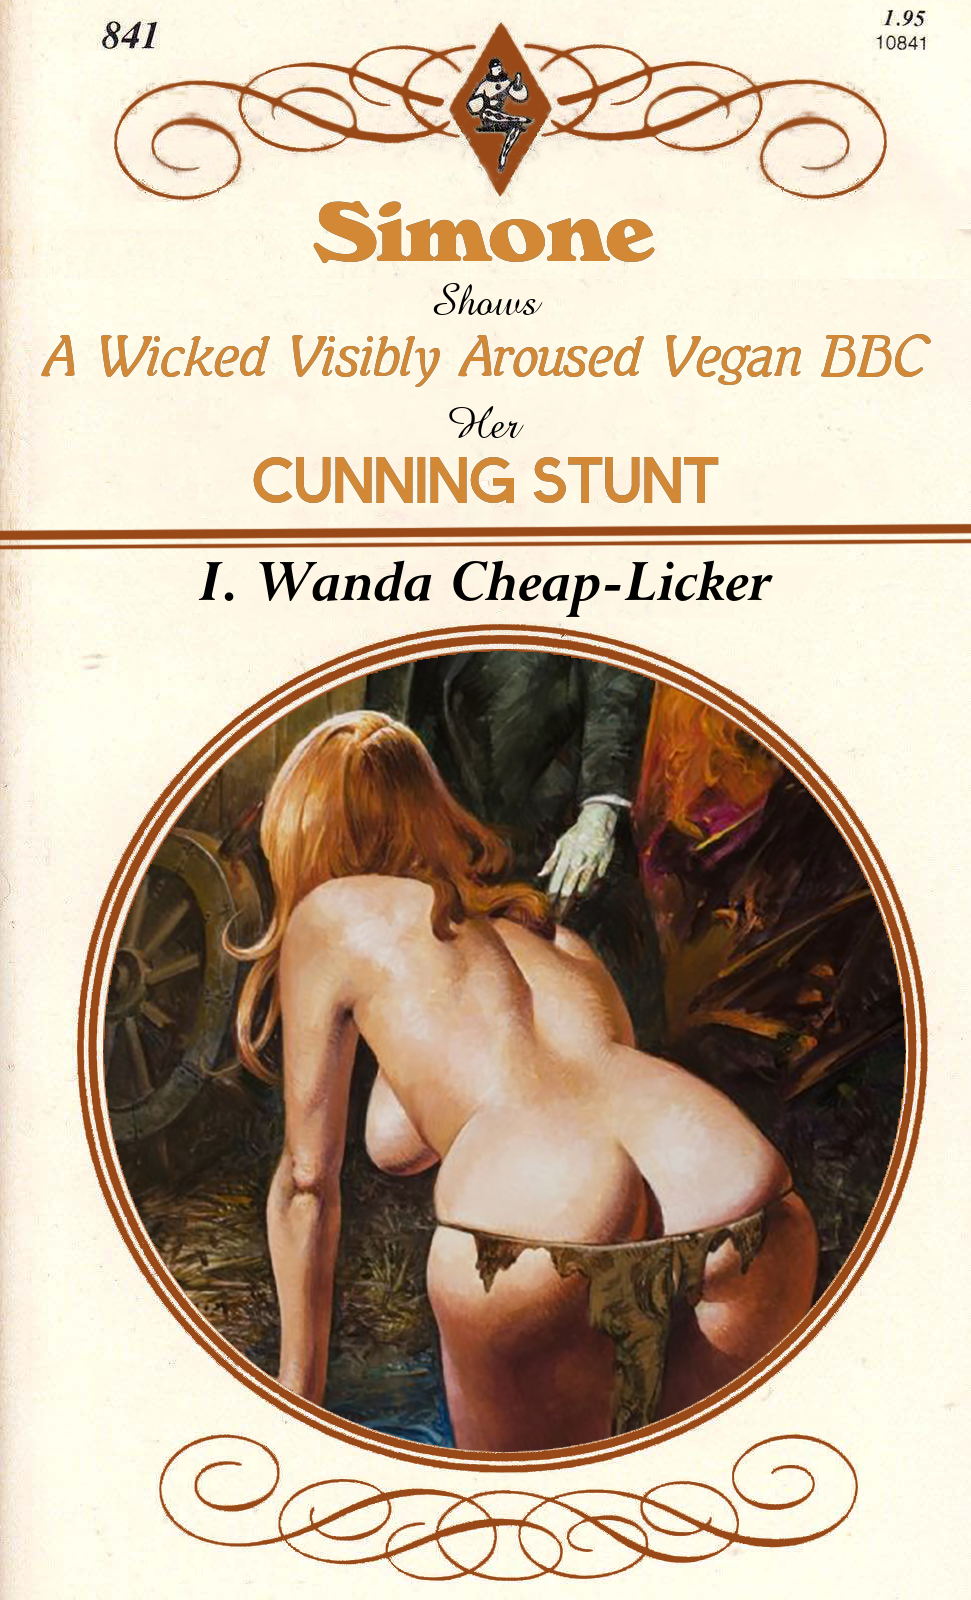 841
1.95
10841
Simone
Shows
A Wicked Visibly Aroused Vegan BBC
Her
CUNNING STUNT
I. Wanda Cheap-Licker